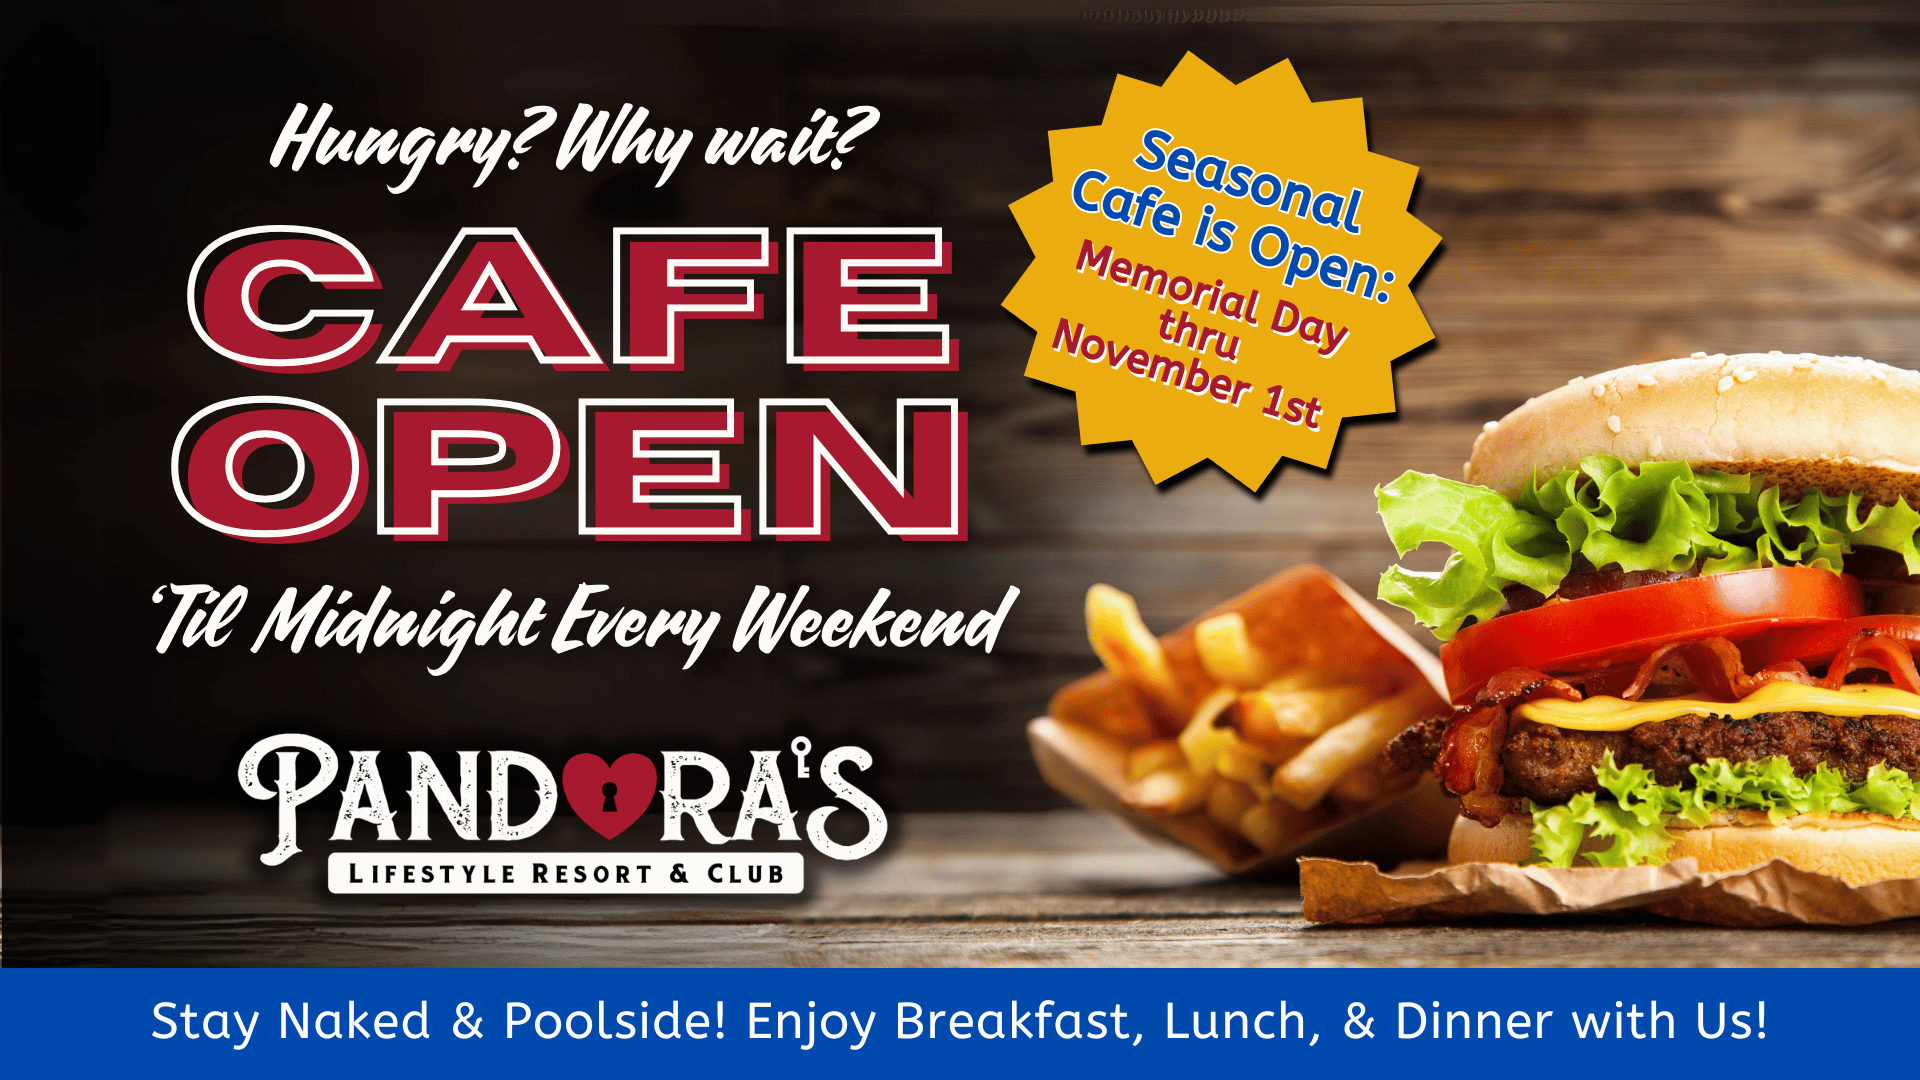 Hungry? Why wait?
CAFE
OPEN
‘Til Midnight Every Weekend
Seasonal
Cafe is Open:
Memorial Day
thru
November 1st
PANDORA'S
LIFESTYLE RESORT & CLUB
Stay Naked & Poolside! Enjoy Breakfast, Lunch, & Dinner with Us!